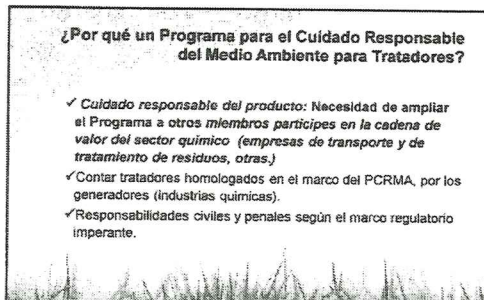 ¿Por qué un Programa para el Cuidado Responsable
del Medio Ambiente para Tratadores?
✓ Cuidado responsable del producto: Necesidad de ampliar
el Programa a otros miembros partícipes en la cadena de
valor del sector químico (empresas de transporte y de
tratamiento de residuos, otras.)
✓Contar tratadores homologados en el marco del PCRMA, por los
generadores (industrias químicas).
✓Responsabilidades civiles y penales según el marco regulatorio
imperante.